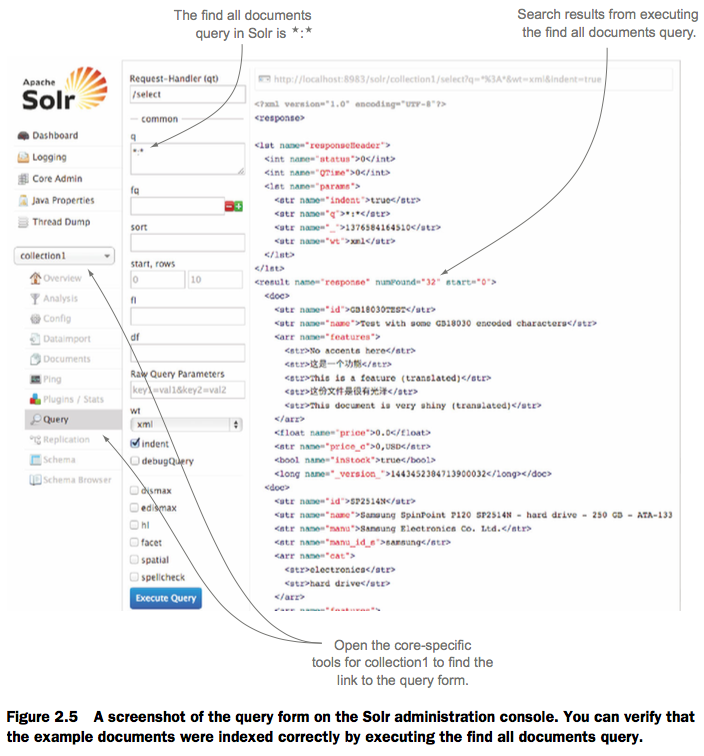 The find all documents
query in Solr is *:*
Search results from executing
the find all documents query.
Apache
Solr
Dashboard
Logging
Core Admin
Java Properties
Thread Dump
collection1
Overview
Analysis
Config
Dataimport
Documents
Ping
Plugins / Stats
Query
Replication
Schema
Schema Browser
Request-Handler (qt)
/select
common
q
*:*
fq
sort
start, rows
0 10
fl
df
Raw Query Parameters
key1=val1&key2=val2
wt
xml
indent
debugQuery
dismax
edismax
hl
facet
spatial
spellcheck
Execute Query
http://localhost:8983/solr/collection1/select?q=*%3A*&wt=xml&indent=true
<?xml version="1.0" encoding="UTF-8"?>
<response>
<lst name="responseHeader">
<int name="status">0</int>
<int name="QTime">0</int>
<lst name="params">
<str name="indent">true</str>
<str name="q">*:*</str>
<str name="_">1376584164510</str>
<str name="wt">xml</str>
</lst>
</lst>
<result name="response" numFound="32" start="0">
<doc>
<str name="id">GB18030TEST</str>
<str name="name">Test with some GB18030 encoded characters</str>
<arr name="features">
<str>No accents here</str>
<str>这是一个功能</str>
<str>This is a feature (translated)</str>
<str>这份文件是很有光泽</str>
<str>This document is very shiny (translated)</str>
</arr>
<float name="price">0.0</float>
<str name="price_c">0,USD</str>
<bool name="inStock">true</bool>
<long name="_version_">1443452384713900032</long></doc>
<doc>
<str name="id">SP2514N</str>
<str name="name">Samsung SpinPoint P120 SP2514N - hard drive - 250 GB - ATA-133
<str name="manu">Samsung Electronics Co. Ltd.</str>
<str name="manu_id_s">samsung</str>
<arr name="cat">
<str>electronics</str>
<str>hard drive</str>
</arr>
<arr name="features">
Open the core-specific
tools for collection1 to find the
link to the query form.
Figure 2.5 A screenshot of the query form on the Solr administration console. You can verify that
the example documents were indexed correctly by executing the find all documents query.